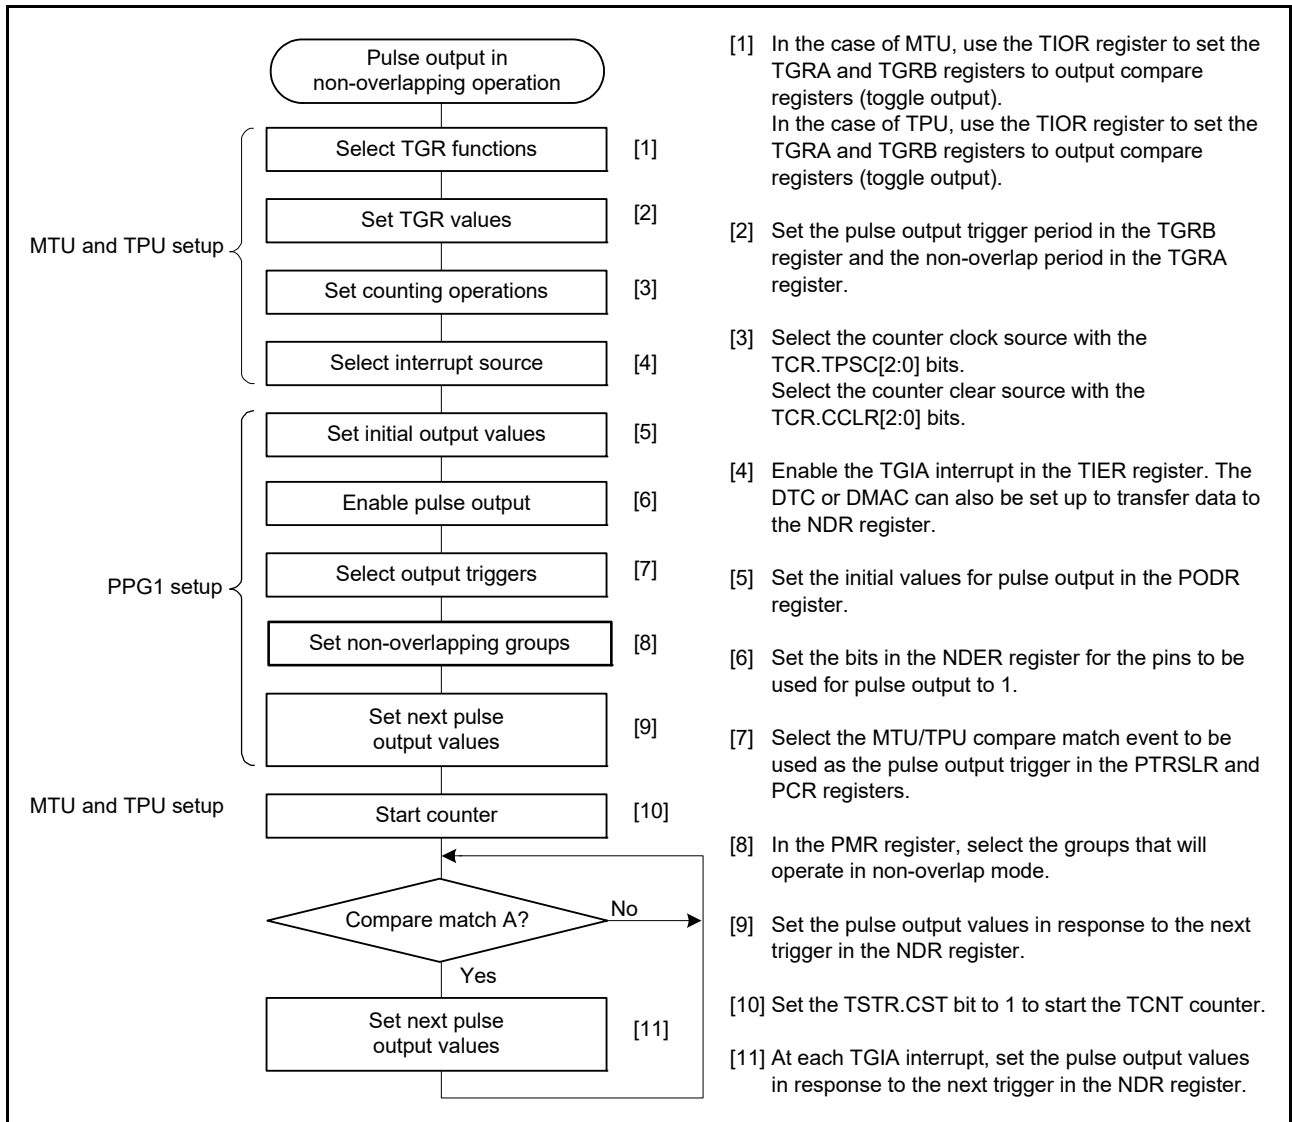 Pulse output in
non-overlapping operation
MTU and TPU setup
Select TGR functions
[1]
Set TGR values
[2]
Set counting operations
[3]
Select interrupt source
[4]
PPG1 setup
Set initial output values
[5]
Enable pulse output
[6]
Select output triggers
[7]
Set non-overlapping groups
[8]
Set next pulse
output values
[9]
MTU and TPU setup
Start counter
[10]
Compare match A?
No
Yes
Set next pulse
output values
[11]
[1] In the case of MTU, use the TIOR register to set the
TGRA and TGRB registers to output compare
registers (toggle output).
In the case of TPU, use the TIOR register to set the
TGRA and TGRB registers to output compare
registers (toggle output).
[2] Set the pulse output trigger period in the TGRB
register and the non-overlap period in the TGRA
register.
[3] Select the counter clock source with the
TCR.TPSC[2:0] bits.
Select the counter clear source with the
TCR.CCLR[2:0] bits.
[4] Enable the TGIA interrupt in the TIER register. The
DTC or DMAC can also be set up to transfer data to
the NDR register.
[5] Set the initial values for pulse output in the PODR
register.
[6] Set the bits in the NDER register for the pins to be
used for pulse output to 1.
[7] Select the MTU/TPU compare match event to be
used as the pulse output trigger in the PTRSLR and
PCR registers.
[8] In the PMR register, select the groups that will
operate in non-overlap mode.
[9] Set the pulse output values in response to the next
trigger in the NDR register.
[10] Set the TSTR.CST bit to 1 to start the TCNT counter.
[11] At each TGIA interrupt, set the pulse output values
in response to the next trigger in the NDR register.